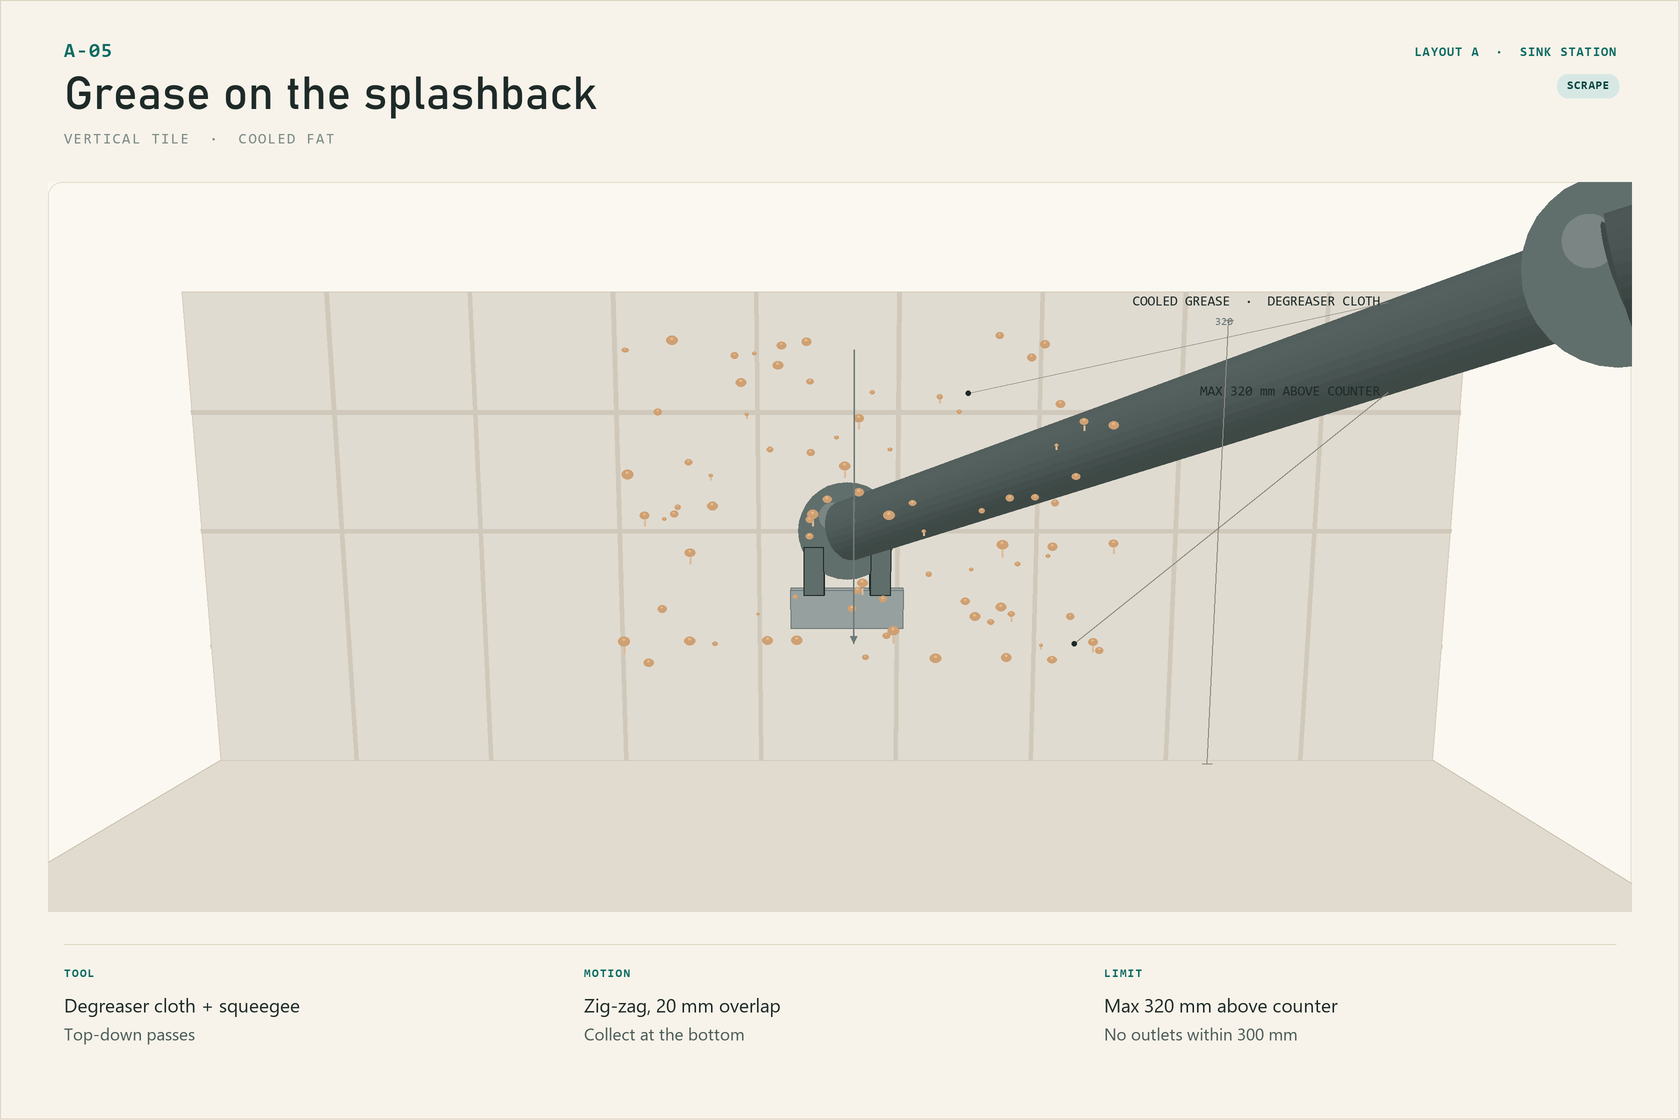 A-05
LAYOUT A · SINK STATION
Grease on the splashback
SCRAPE
VERTICAL TILE · COOLED FAT
COOLED GREASE · DEGREASER CLOTH
320
MAX 320 mm ABOVE COUNTER
TOOL
Degreaser cloth + squeegee
Top-down passes
MOTION
Zig-zag, 20 mm overlap
Collect at the bottom
LIMIT
Max 320 mm above counter
No outlets within 300 mm